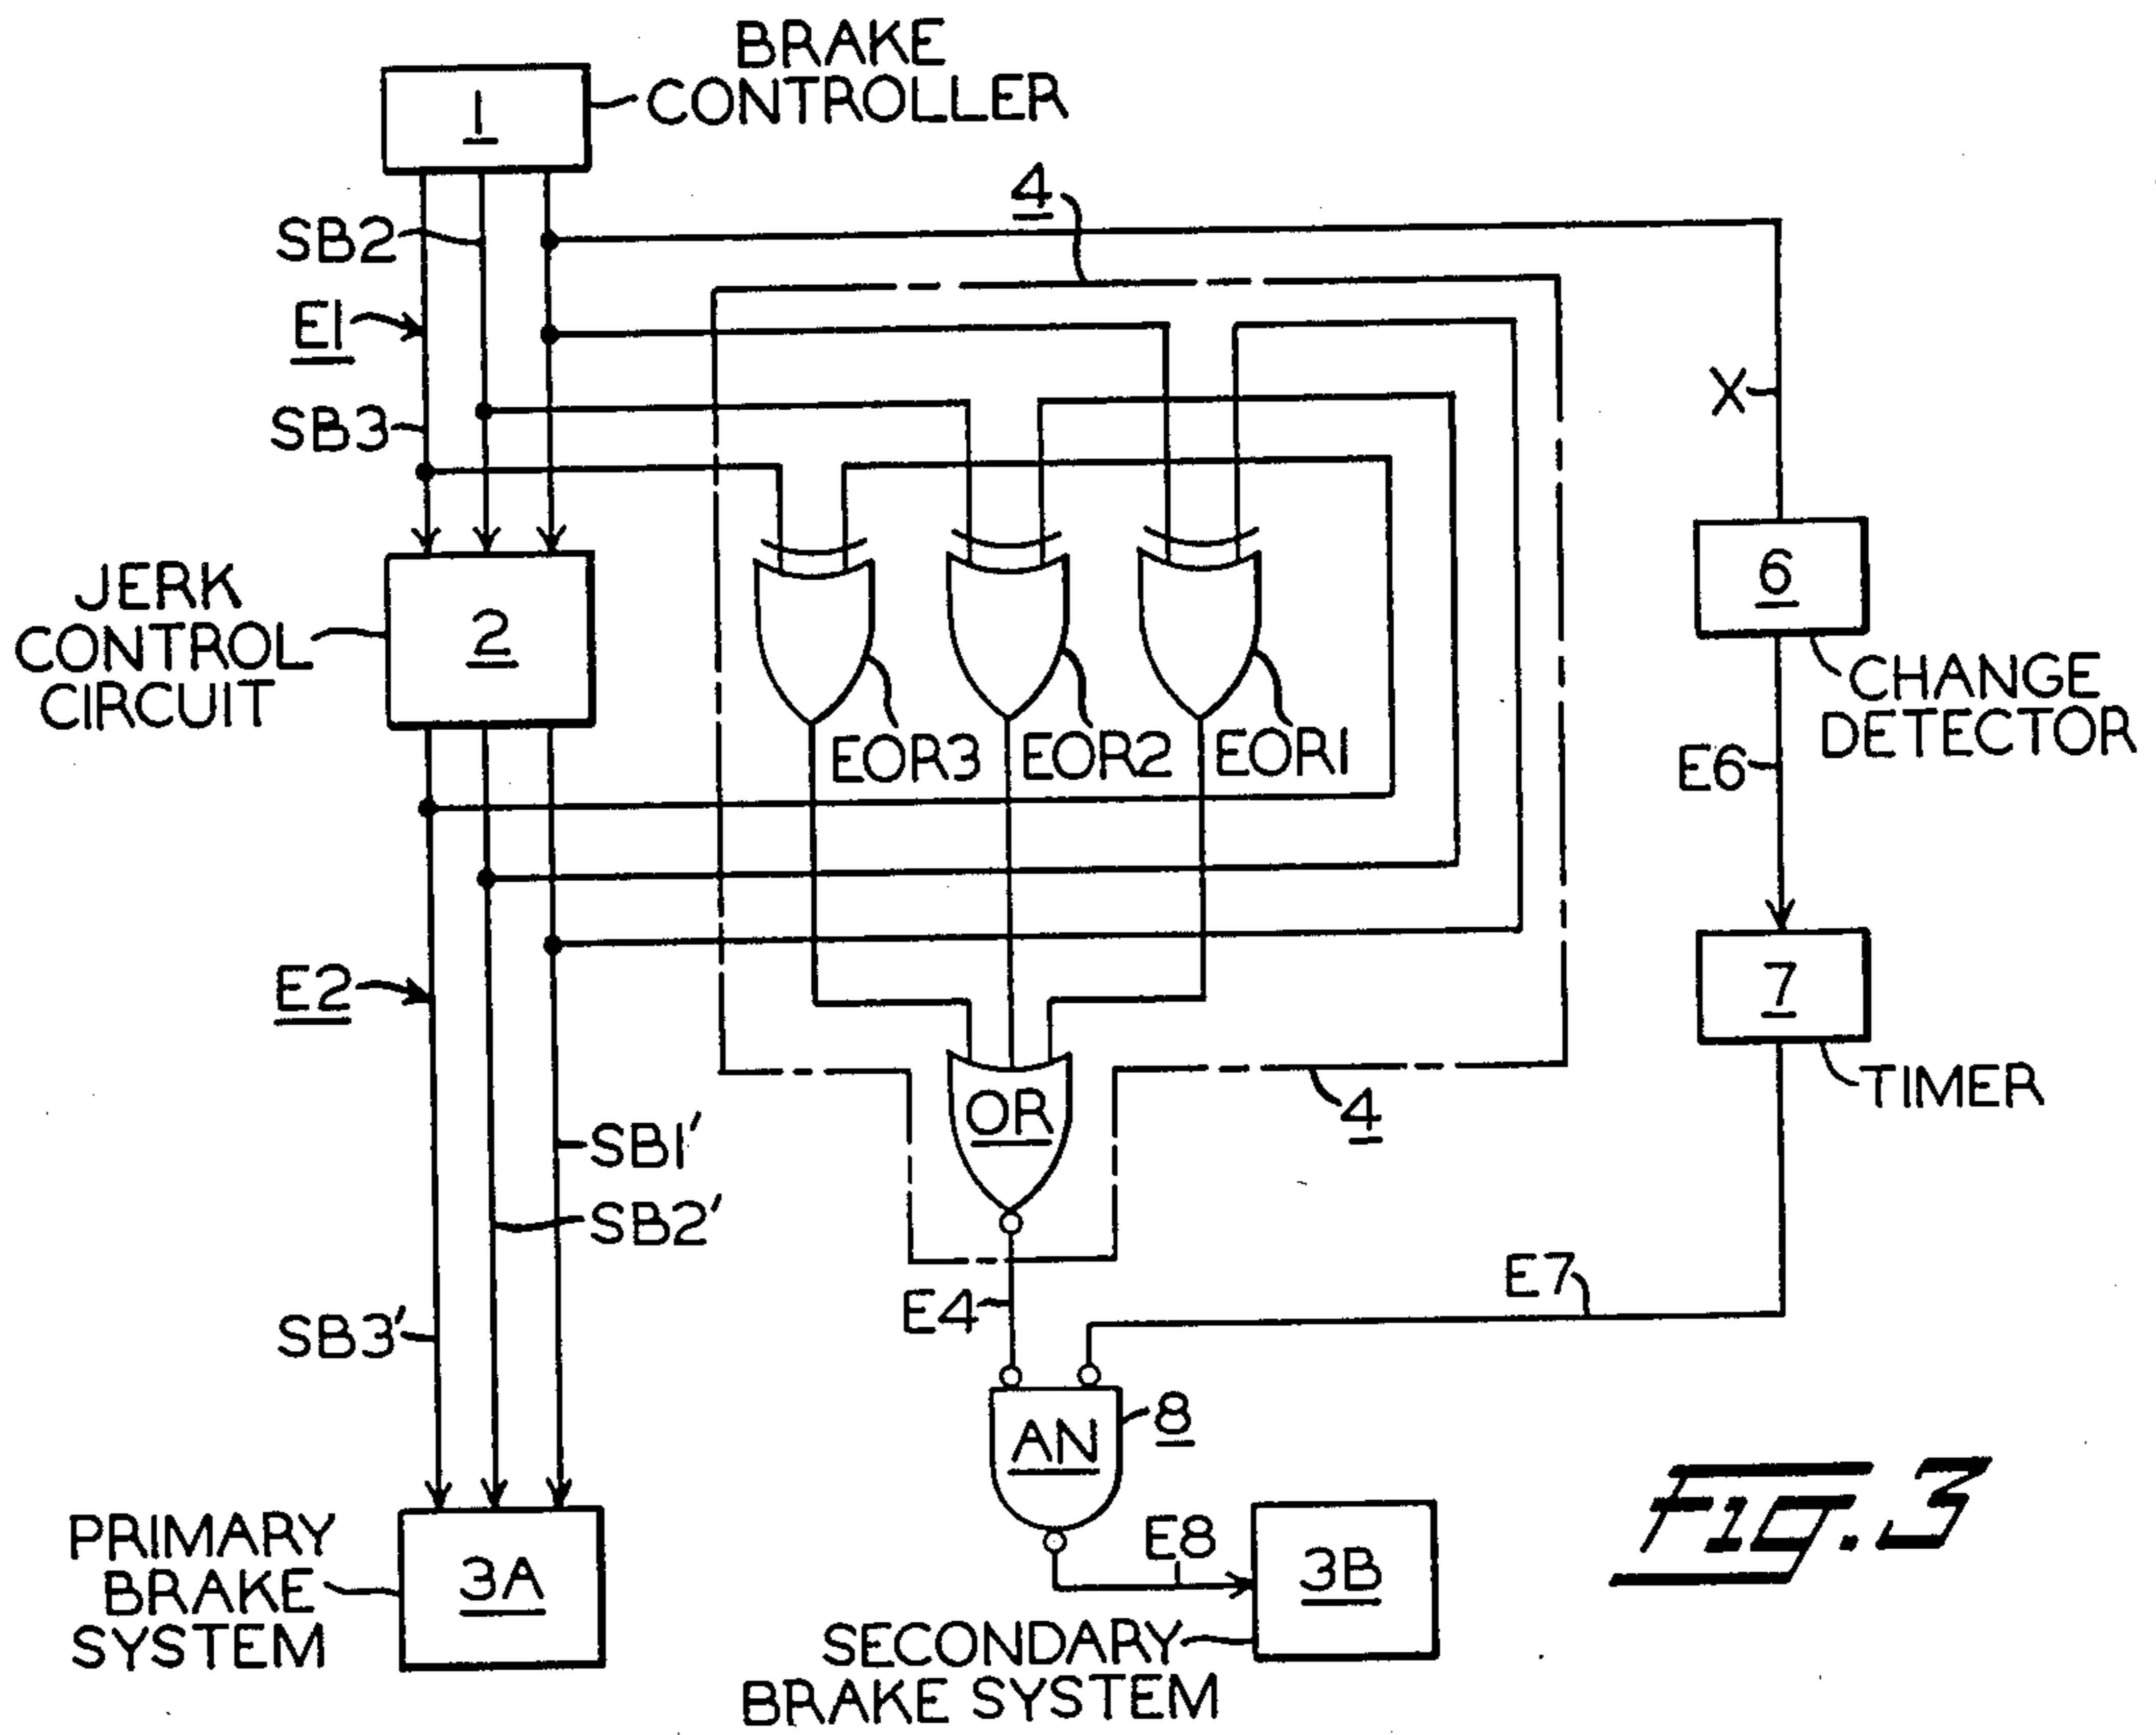 BRAKE
CONTROLLER
1
4
SB2
E1
X
SB3
6
JERK
CONTROL
CIRCUIT
2
CHANGE
DETECTOR
EOR3
EOR2
EOR1
E6
E2
7
TIMER
OR
4
SB1'
SB2'
E7
E4
SB3'
8
AN
Fig. 3
PRIMARY
BRAKE
SYSTEM
3A
E8
3B
SECONDARY
BRAKE SYSTEM